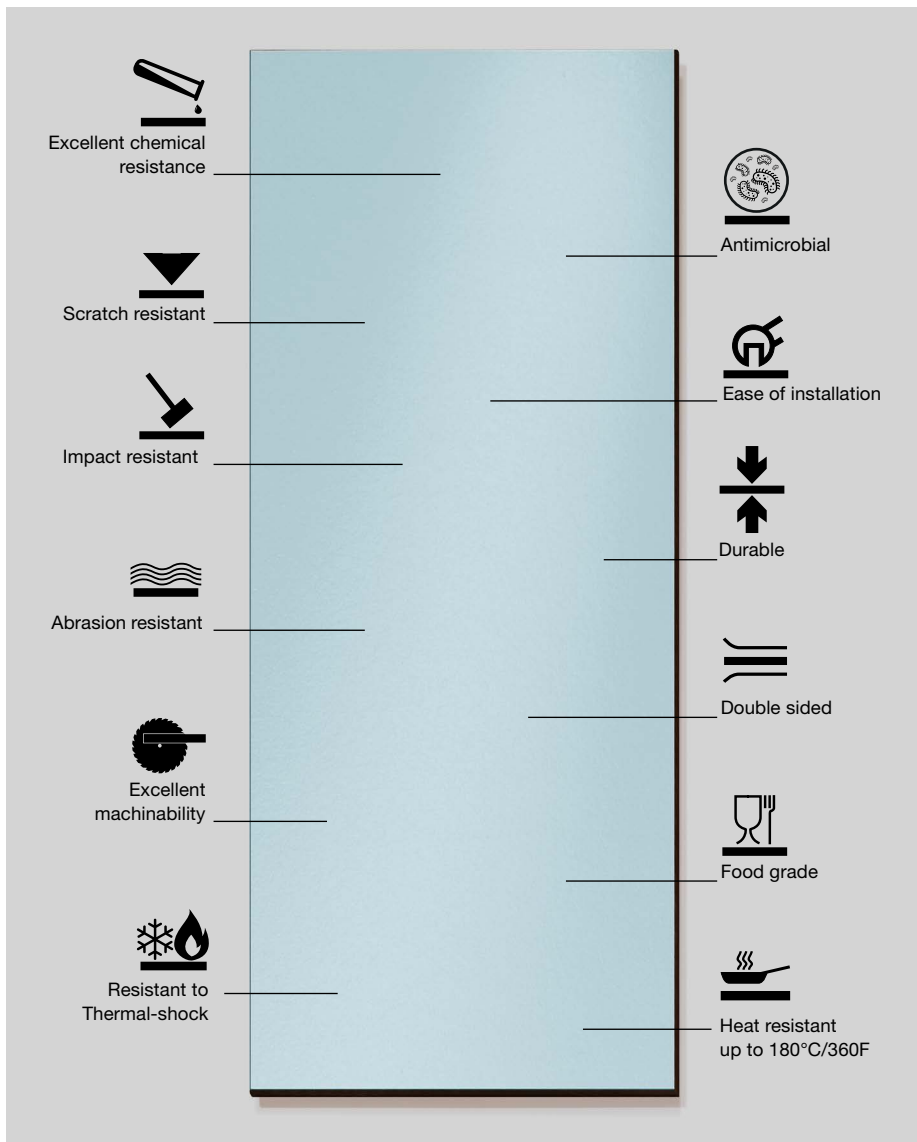 Excellent chemical
resistance
Scratch resistant
Impact resistant
Abrasion resistant
Excellent
machinability
Resistant to
Thermal-shock
Antimicrobial
Ease of installation
Durable
Double sided
Food grade
Heat resistant
up to 180°C/360F